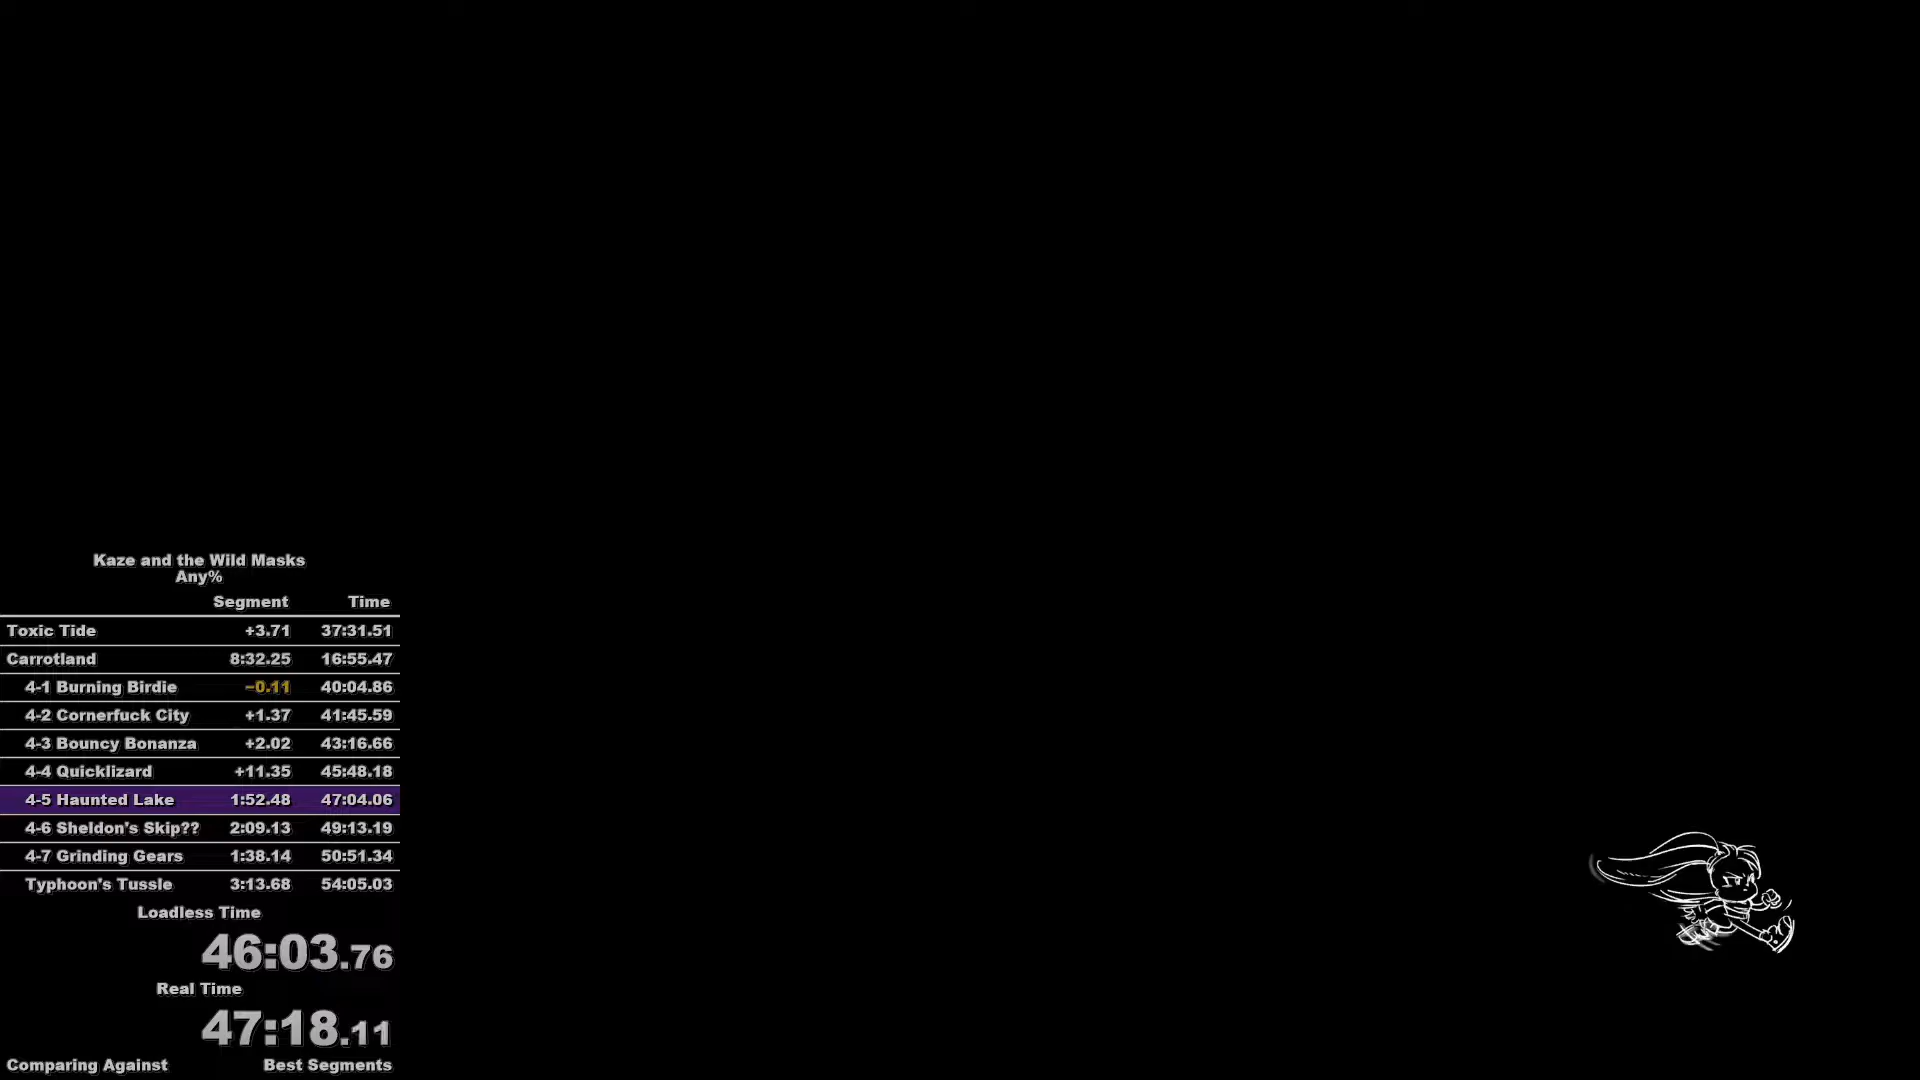 Kaze and the Wild Masks
Any%
Segment Time
Toxic Tide +3.71 37:31.51
Carrotland 8:32.25 16:55.47
4-1 Burning Birdie −0.11 40:04.86
4-2 Cornerfuck City +1.37 41:45.59
4-3 Bouncy Bonanza +2.02 43:16.66
4-4 Quicklizard +11.35 45:48.18
4-5 Haunted Lake 1:52.48 47:04.06
4-6 Sheldon's Skip?? 2:09.13 49:13.19
4-7 Grinding Gears 1:38.14 50:51.34
Typhoon's Tussle 3:13.68 54:05.03
Loadless Time
46:03.76
Real Time
47:18.11
Comparing Against Best Segments